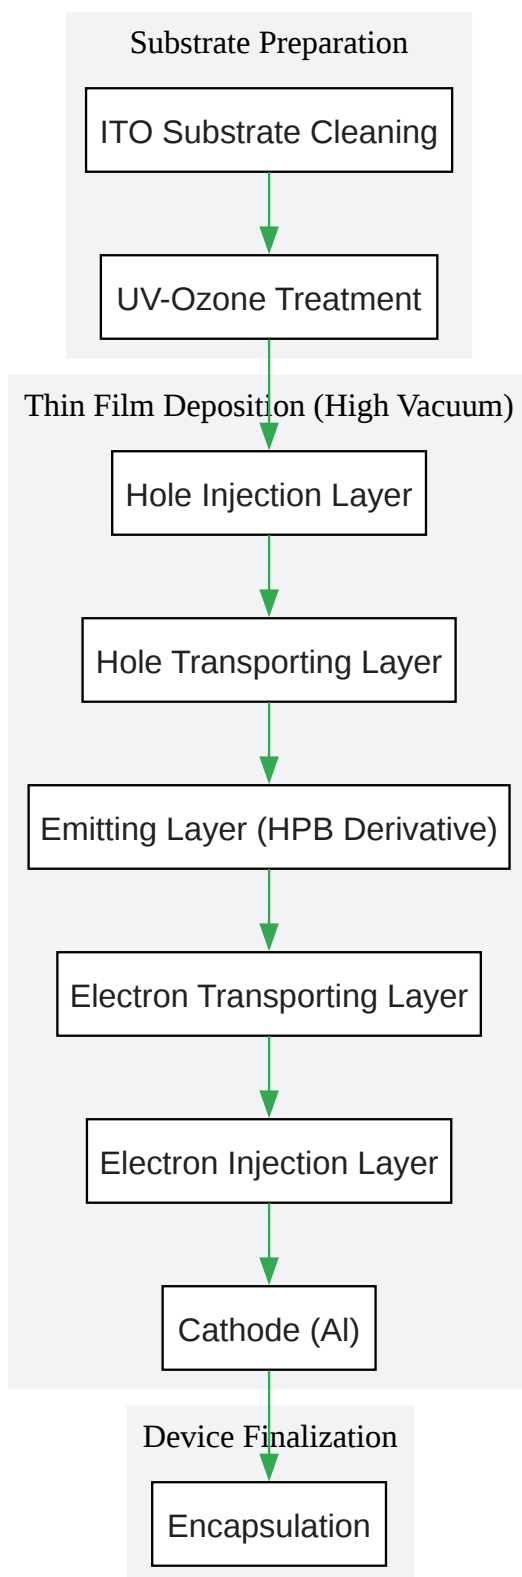 Substrate Preparation
ITO Substrate Cleaning
UV-Ozone Treatment
Thin Film Deposition (High Vacuum)
Hole Injection Layer
Hole Transporting Layer
Emitting Layer (HPB Derivative)
Electron Transporting Layer
Electron Injection Layer
Cathode (Al)
Device Finalization
Encapsulation